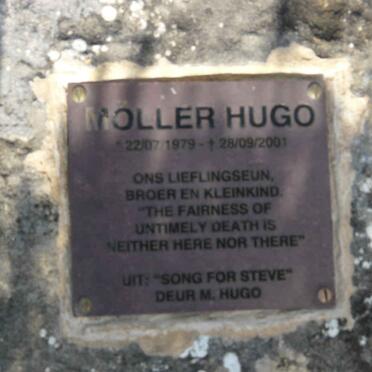 MOLLER HUGO
* 22/07/1979 - † 28/09/2001
ONS LIEFLINGSEUN,
BROER EN KLEINKIND.
"THE FAIRNESS OF
UNTIMELY DEATH IS
NEITHER HERE NOR THERE"
UIT: "SONG FOR STEVE"
DEUR M. HUGO